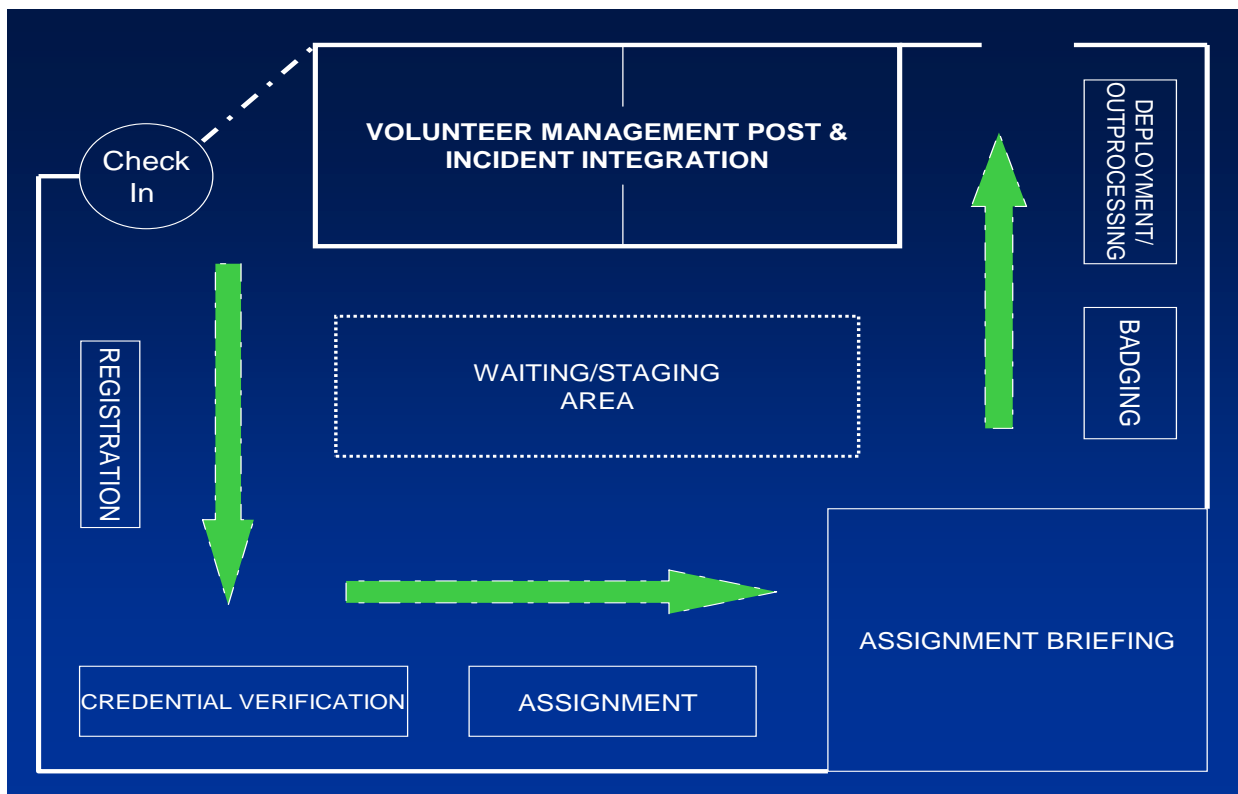 Check
In
VOLUNTEER MANAGEMENT POST &
INCIDENT INTEGRATION
DEPLOYMENT/
OUTPROCESSING
WAITING/STAGING
AREA
REGISTRATION
BADGING
CREDENTIAL VERIFICATION
ASSIGNMENT
ASSIGNMENT BRIEFING